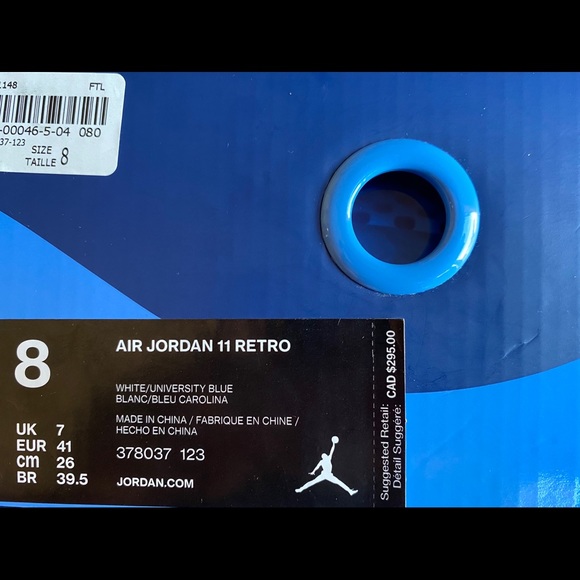 1148 FTL
-00046-5-04 080
37-123
SIZE
TAILLE 8
8
AIR JORDAN 11 RETRO
WHITE/UNIVERSITY BLUE
BLANC/BLEU CAROLINA
MADE IN CHINA / FABRIQUE EN CHINE /
HECHO EN CHINA
378037 123
JORDAN.COM
UK 7
EUR 41
CM 26
BR 39.5
Suggested Retail: CAD $295.00
Détail Suggéré: